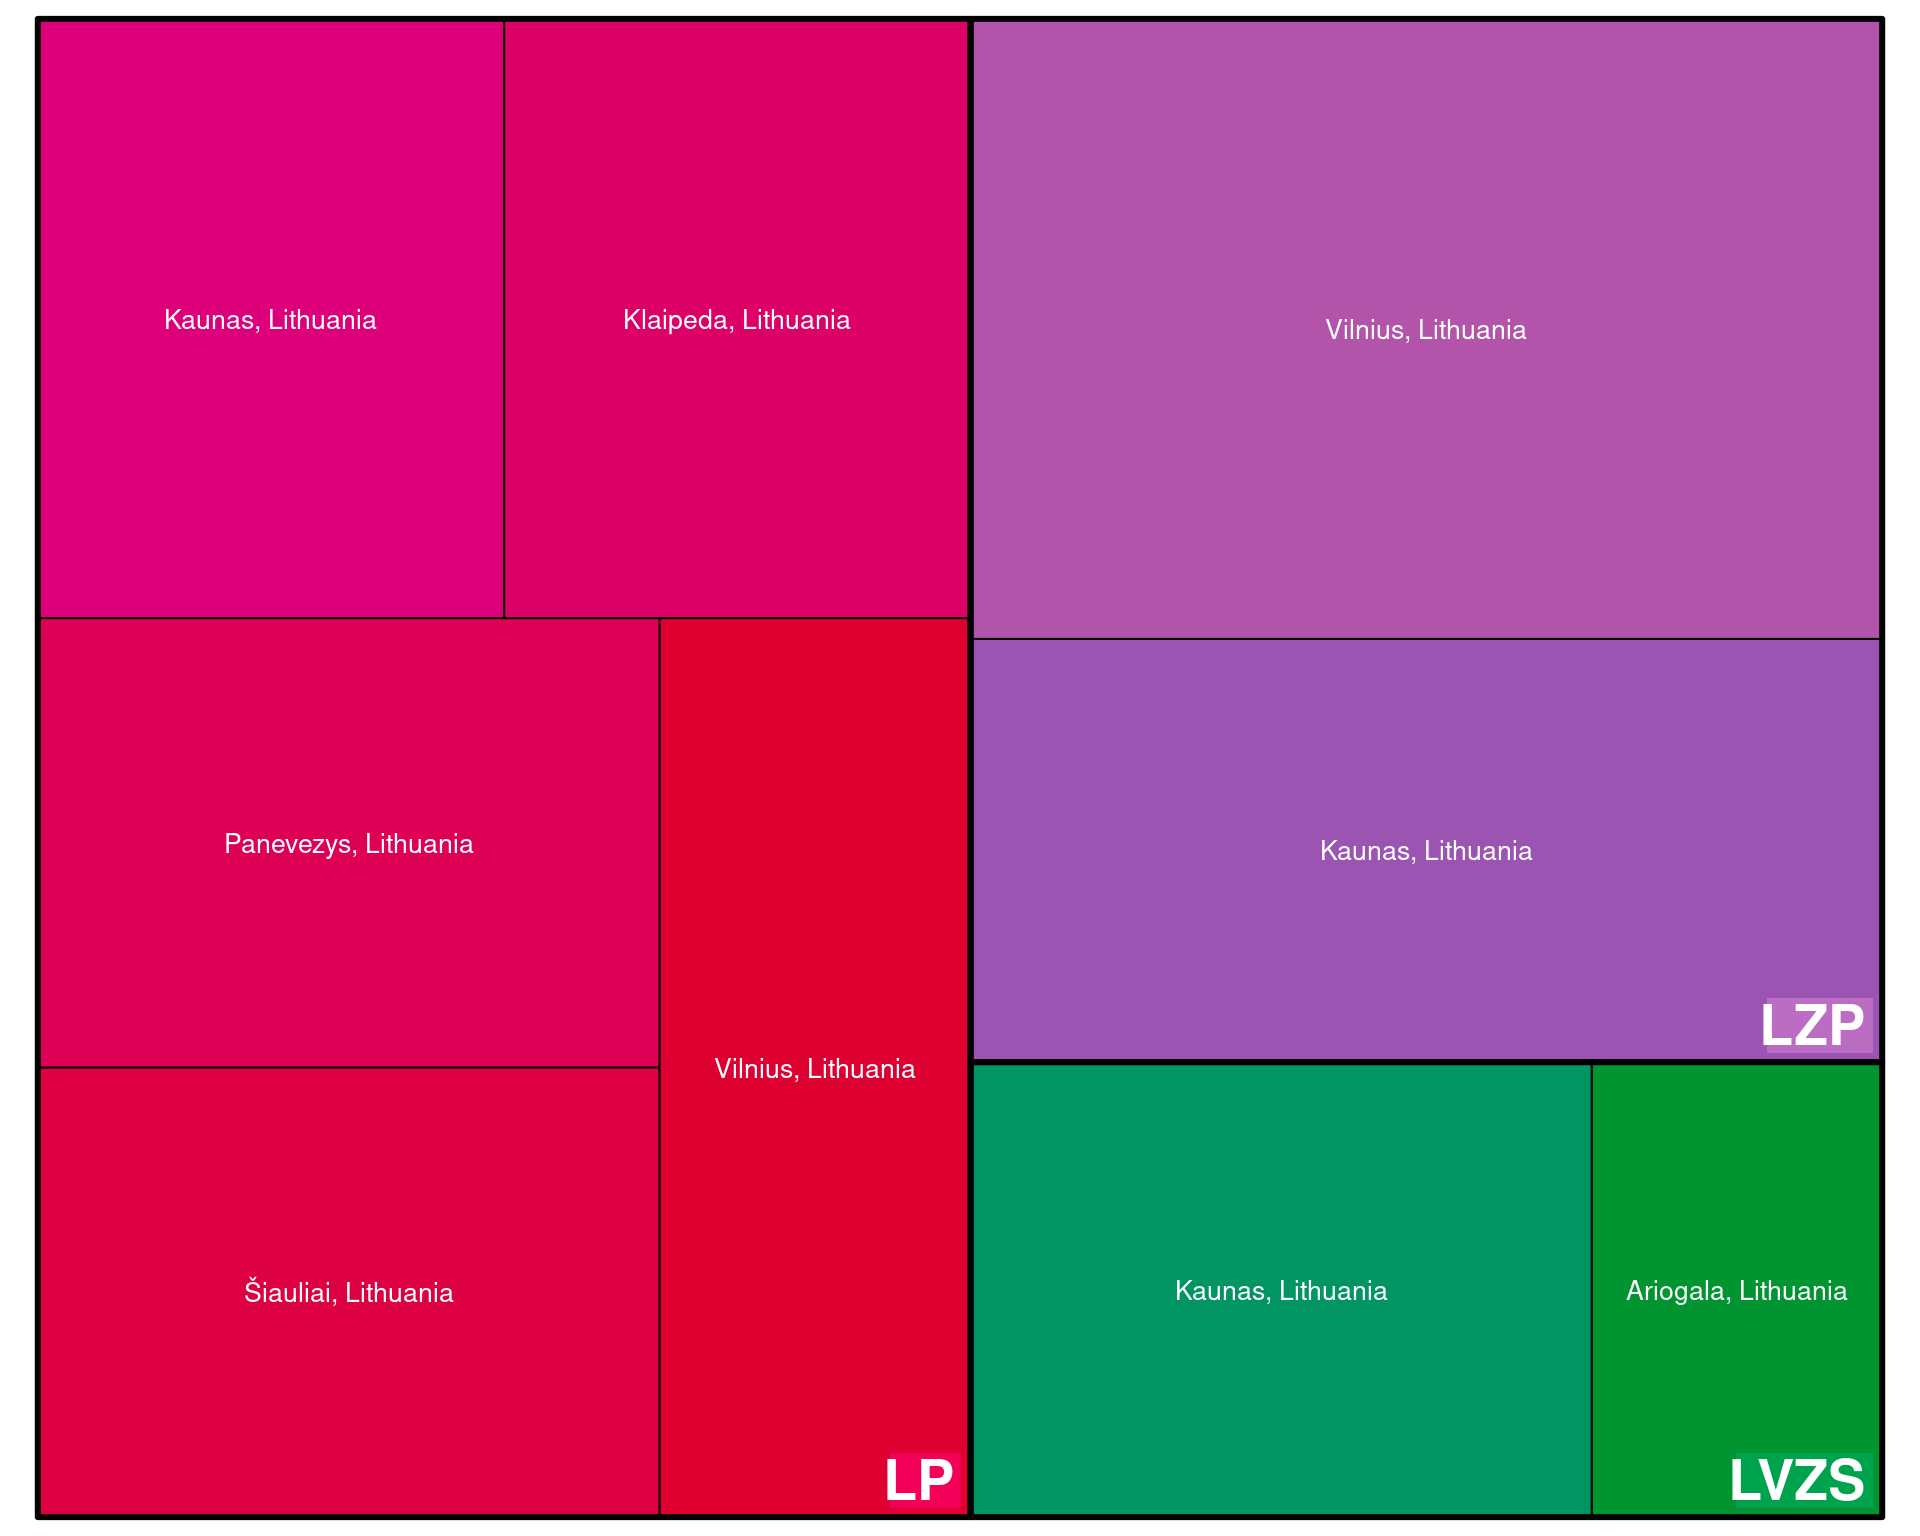 Kaunas, Lithuania
Klaipeda, Lithuania
Vilnius, Lithuania
Panevezys, Lithuania
Kaunas, Lithuania
LZP
Vilnius, Lithuania
Šiauliai, Lithuania
Kaunas, Lithuania
Ariogala, Lithuania
LP
LVZS